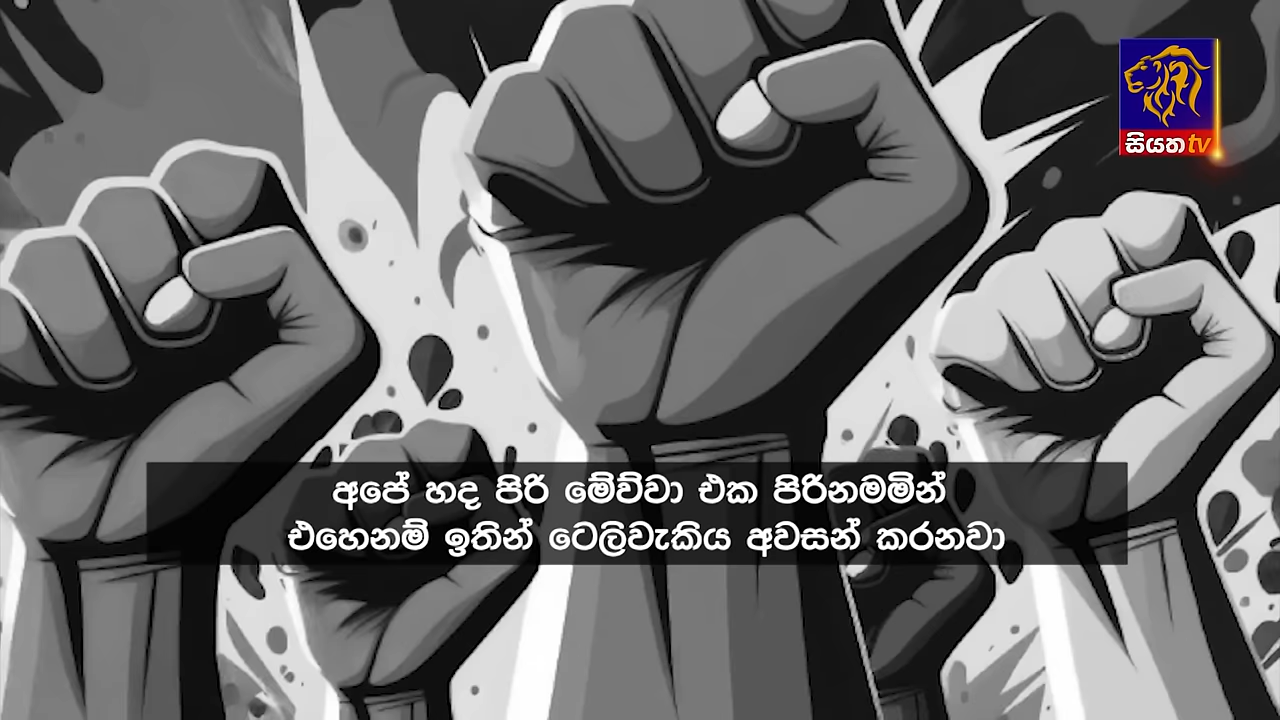 සියත tv
අපේ හද පිරි මේව්වා එක පිරිනමමින්
එහෙනම් ඉතින් ටෙලිවැකිය අවසන් කරනවා